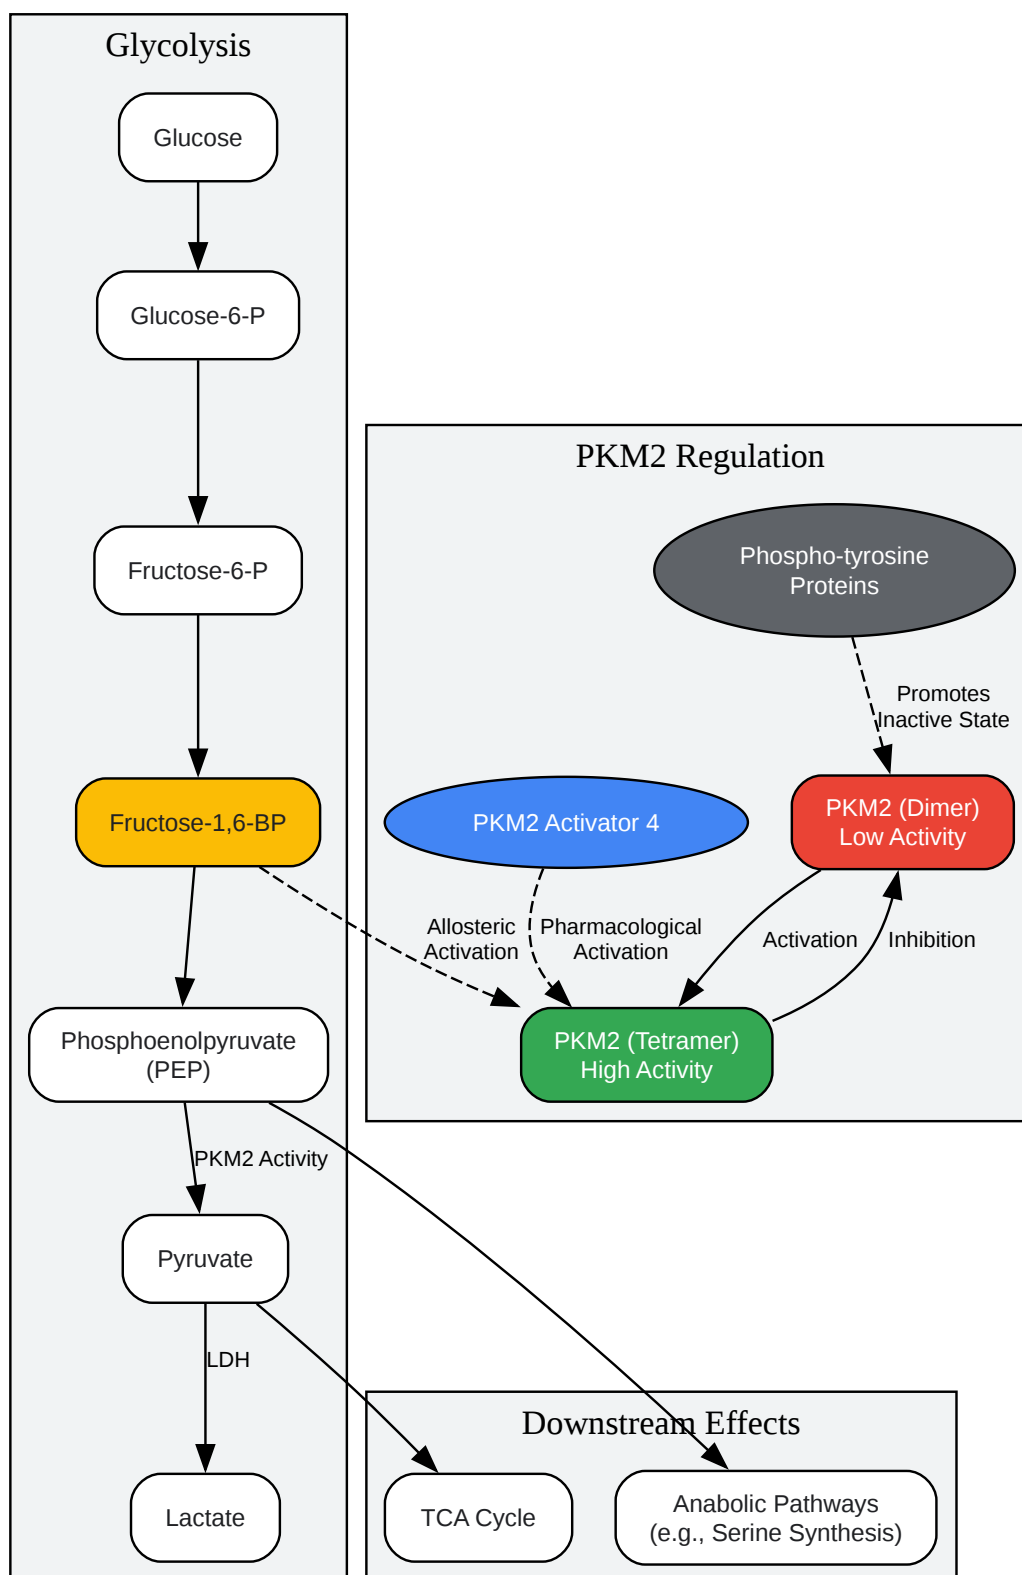 Glycolysis
Glucose
Glucose-6-P
Fructose-6-P
Fructose-1,6-BP
Phosphoenolpyruvate
(PEP)
PKM2 Activity
Pyruvate
LDH
Lactate
PKM2 Regulation
Phospho-tyrosine
Proteins
Promotes
Inactive State
PKM2 Activator 4
PKM2 (Dimer)
Low Activity
Allosteric
Activation
Pharmacological
Activation
Activation
Inhibition
PKM2 (Tetramer)
High Activity
Downstream Effects
TCA Cycle
Anabolic Pathways
(e.g., Serine Synthesis)